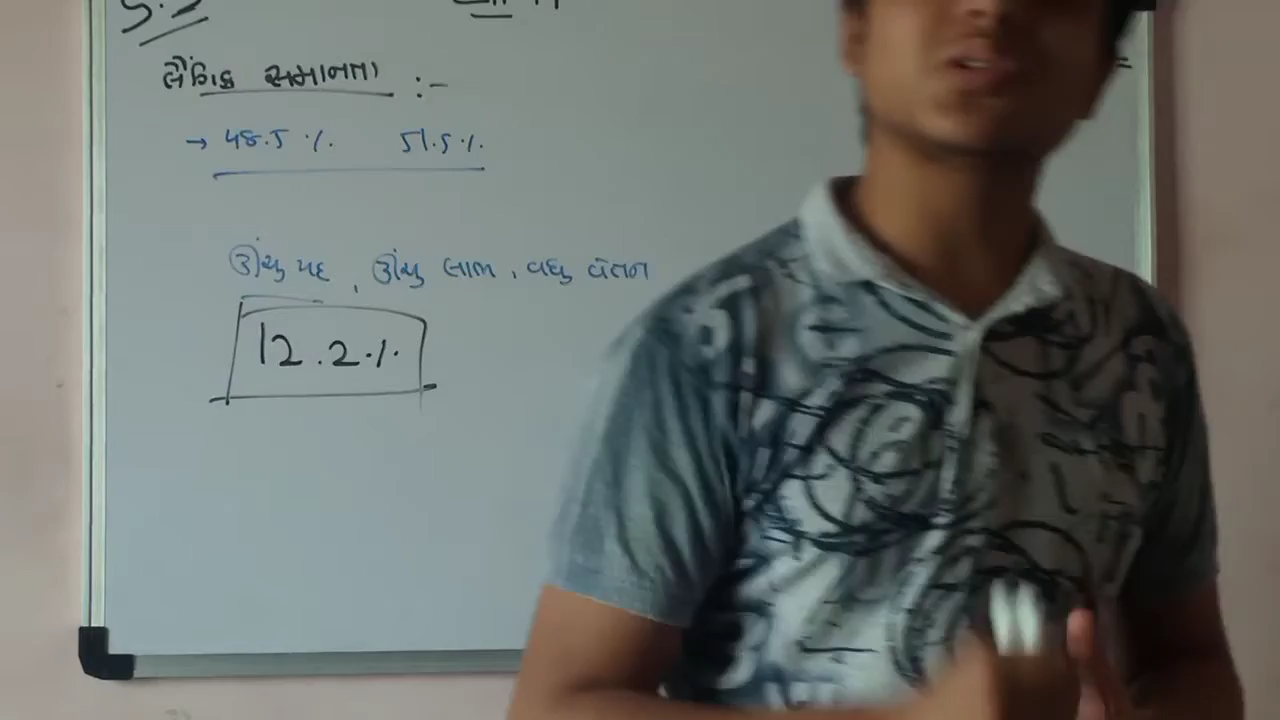 લૈંગિક સમાનતા :-
→ 48.5 % 51.5 %
ઊંચુ પદ , ઊંચુ લાભ , વધુ વેતન
12.2 %